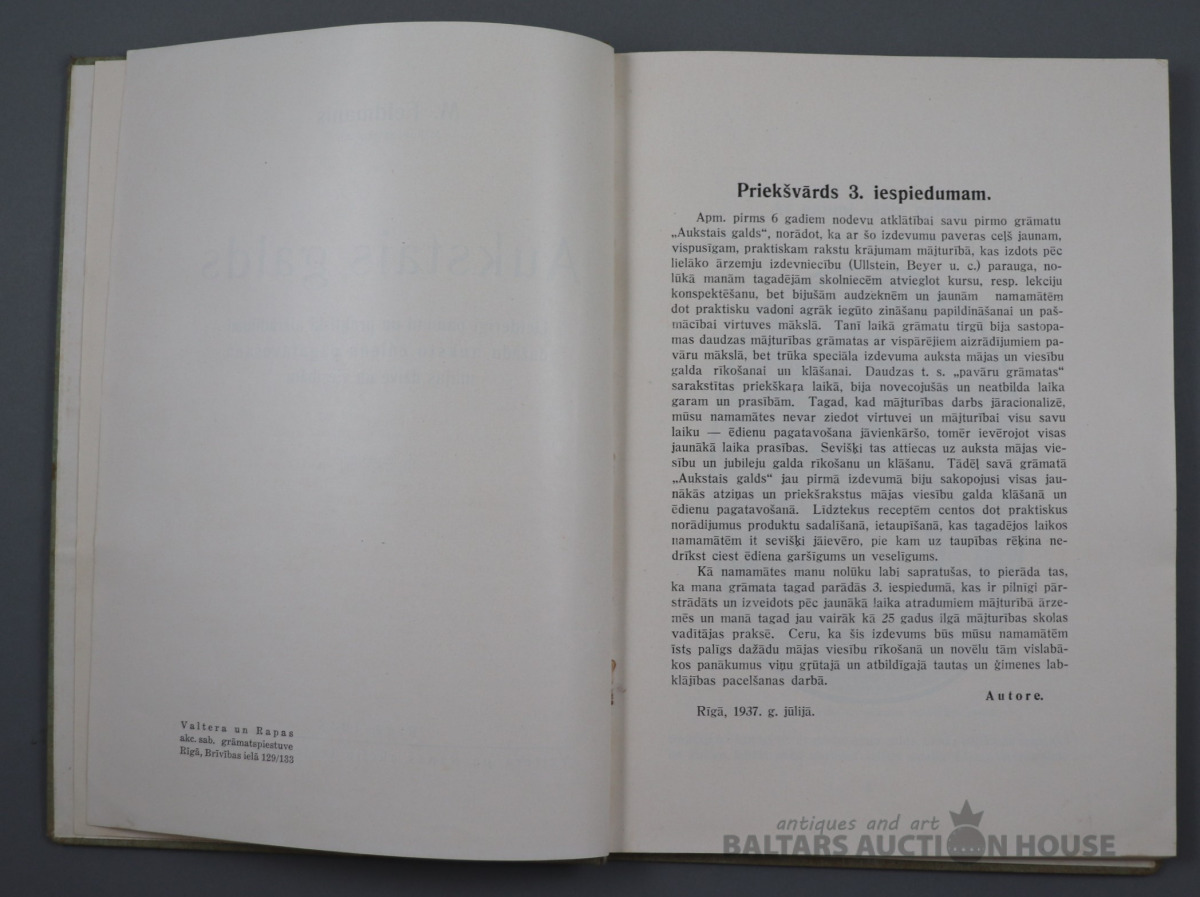 Valtera un Rapas
akc. sab. grāmatspiestuve
Rīgā, Brīvības ielā 129/133
Priekšvārds 3. iespiedumam.
Apm. pirms 6 gadiem nodevu atklātībai savu pirmo grāmatu
„Aukstais galds“, norādot, ka ar šo izdevumu paveras ceļš jaunam,
vispusīgam, praktiskam rakstu krājumam mājturībā, kas izdots pēc
lielāko ārzemju izdevniecību (Ullstein, Beyer u. c.) parauga, no-
lūkā manām tagadējām skolniecēm atvieglot kursu, resp. lekciju
konspektēšanu, bet bijušām audzeknēm un jaunām namamātēm
dot praktisku vadoni agrāk iegūto zināšanu papildināšanai un paš-
mācībai virtuves mākslā. Tanī laikā grāmatu tirgū bija sastopa-
mas daudzas mājturības grāmatas ar vispārējiem aizrādījumiem pa-
vāru mākslā, bet trūka speciāla izdevuma auksta mājas un viesību
galda rīkošanai un klāšanai. Daudzas t. s. „pavāru grāmatas“
sarakstītas priekškaŗa laikā, bija novecojušās un neatbilda laika
garam un prasībām. Tagad, kad mājturības darbs jāracionalizē,
mūsu namamātes nevar ziedot virtuvei un mājturībai visu savu
laiku — ēdienu pagatavošana jāvienkāršo, tomēr ievērojot visas
jaunākā laika prasības. Sevišķi tas attiecas uz auksta mājas vie-
sību un jubileju galda rīkošanu un klāšanu. Tādēļ savā grāmatā
„Aukstais galds“ jau pirmā izdevumā biju sakopojusi visas jau-
nākās atziņas un priekšrakstus mājas viesību galda klāšanā un
ēdienu pagatavošanā. Līdztekus receptēm centos dot praktiskus
norādījumus produktu sadalīšanā, ietaupīšanā, kas tagadējos laikos
namamātēm it sevišķi jāievēro, pie kam uz taupības rēķina ne-
drīkst ciest ēdiena garšīgums un veselīgums.
Kā namamātes manu nolūku labi sapratušas, to pierāda tas,
ka mana grāmata tagad parādās 3. iespiedumā, kas ir pilnīgi pār-
strādāts un izveidots pēc jaunākā laika atradumiem mājturībā ārze-
mēs un manā tagad jau vairāk kā 25 gadus ilgā mājturības skolas
vadītājas praksē. Ceru, ka šis izdevums būs mūsu namamātēm
īsts palīgs dažādu mājas viesību rīkošanā un novēlu tām vislabā-
kos panākumus viņu gŗūtajā un atbildīgajā tautas un ģimenes lab-
klājības pacelšanas darbā.
Autore.
Rīgā, 1937. g. jūlijā.
antiques and art
BALTARS AUCTION HOUSE